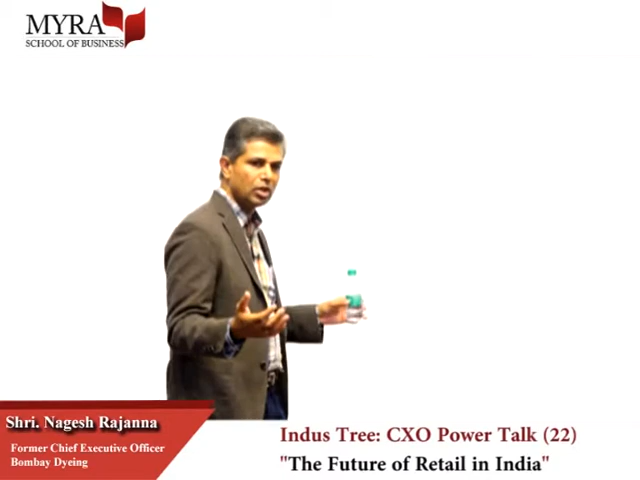 MYRA
SCHOOL OF BUSINESS
Shri. Nagesh Rajanna
Former Chief Executive Officer
Bombay Dyeing
Indus Tree: CXO Power Talk (22)
"The Future of Retail in India"